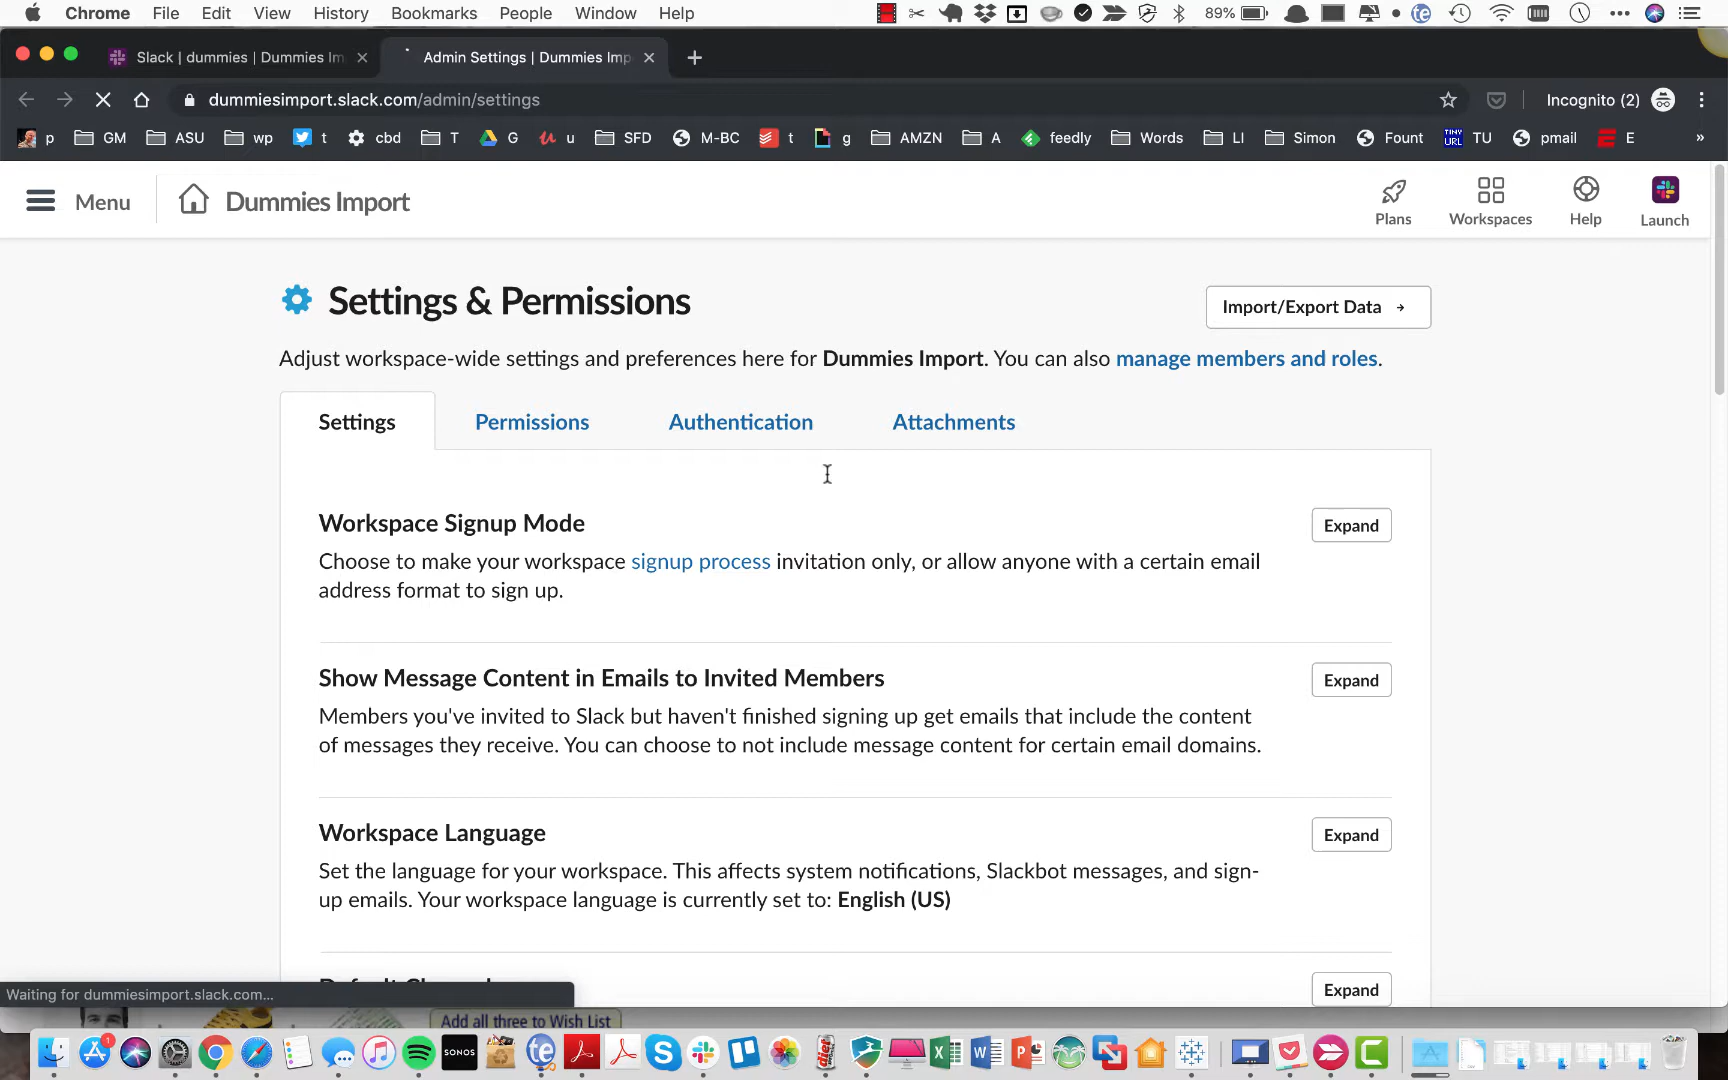 Chrome File Edit View History Bookmarks People Window Help 89%
Slack | dummies | Dummies Im
Admin Settings | Dummies Imp
dummiesimport.slack.com/admin/settings
Incognito (2)
p GM ASU wp t cbd T G u SFD M-BC t g AMZN A feedly Words LI Simon Fount TINY URL TU pmail E »
Menu Dummies Import
Plans Workspaces Help Launch
Settings & Permissions
Import/Export Data →
Adjust workspace-wide settings and preferences here for Dummies Import. You can also manage members and roles.
Settings Permissions Authentication Attachments
Workspace Signup Mode
Expand
Choose to make your workspace signup process invitation only, or allow anyone with a certain email
address format to sign up.
Show Message Content in Emails to Invited Members
Expand
Members you've invited to Slack but haven't finished signing up get emails that include the content
of messages they receive. You can choose to not include message content for certain email domains.
Workspace Language
Expand
Set the language for your workspace. This affects system notifications, Slackbot messages, and sign-
up emails. Your workspace language is currently set to: English (US)
Expand
Waiting for dummiesimport.slack.com...
Add all three to Wish List
1
SONOS